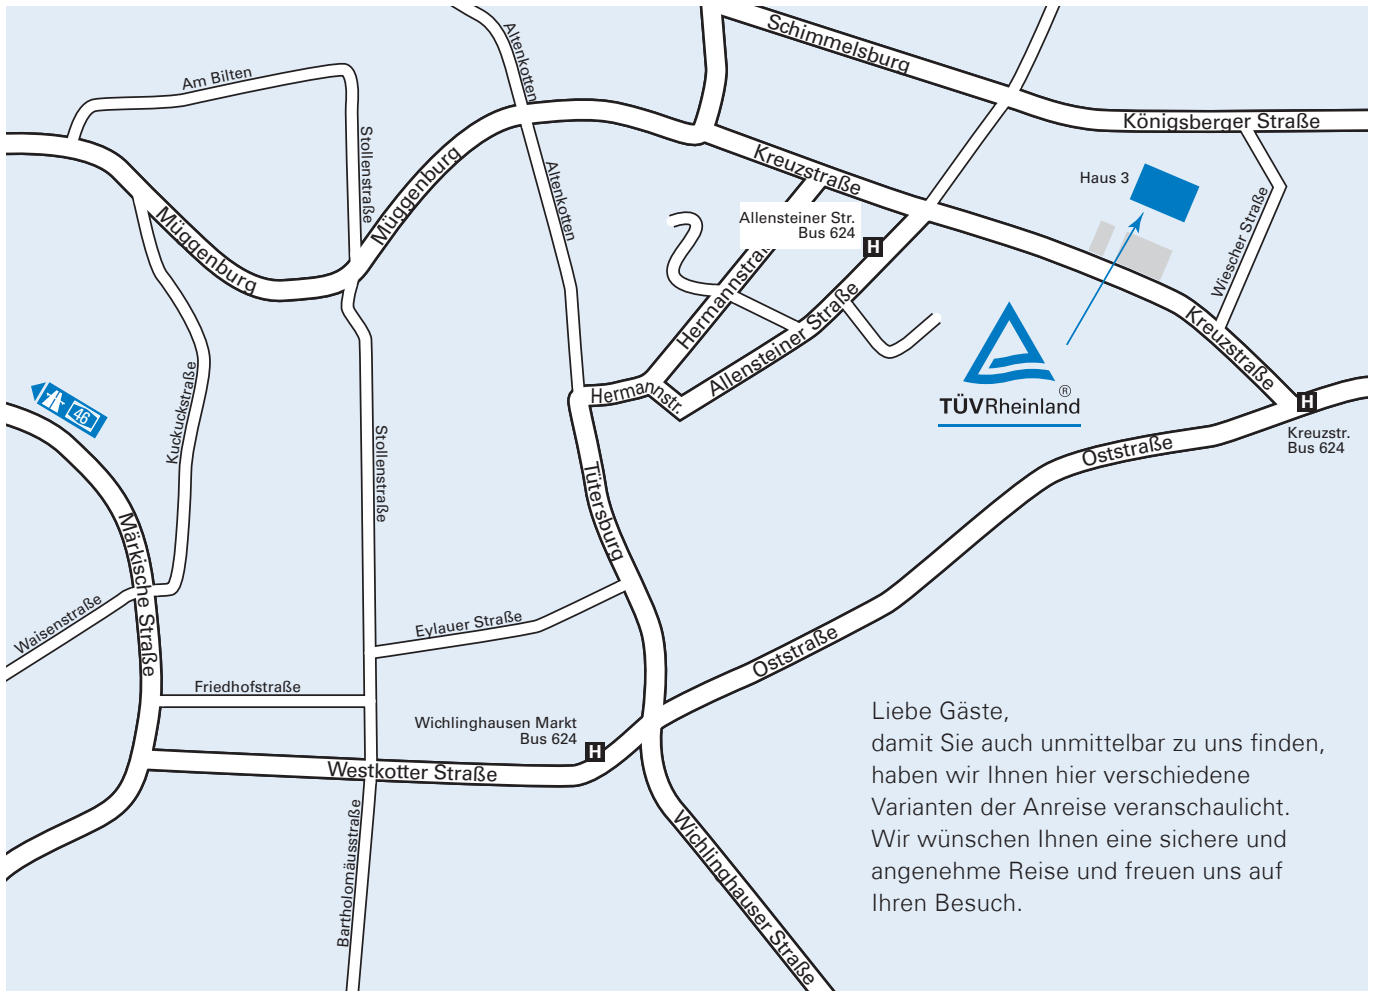 Schimmelsburg
Altenkotten
Am Bilten
Königsberger Straße
Stollenstraße
Müggenburg
Kreuzstraße
Altenkotten
Haus 3
Wiescher Straße
Allensteiner Str.
Bus 624
H
Müggenburg
Hermannstraße
Allensteiner Straße
Kreuzstraße
Hermannstr.
TÜVRheinland
®
46
H
Kreuzstr.
Bus 624
Kuckuckstraße
Stollenstraße
Oststraße
Tütersburg
Märkische Straße
Waisenstraße
Eylauer Straße
Oststraße
Friedhofstraße
Wichlinghausen Markt
Bus 624
H
Westkotter Straße
Bartholomäusstraße
Wichlinghauser Straße
Liebe Gäste,
damit Sie auch unmittelbar zu uns finden,
haben wir Ihnen hier verschiedene
Varianten der Anreise veranschaulicht.
Wir wünschen Ihnen eine sichere und
angenehme Reise und freuen uns auf
Ihren Besuch.